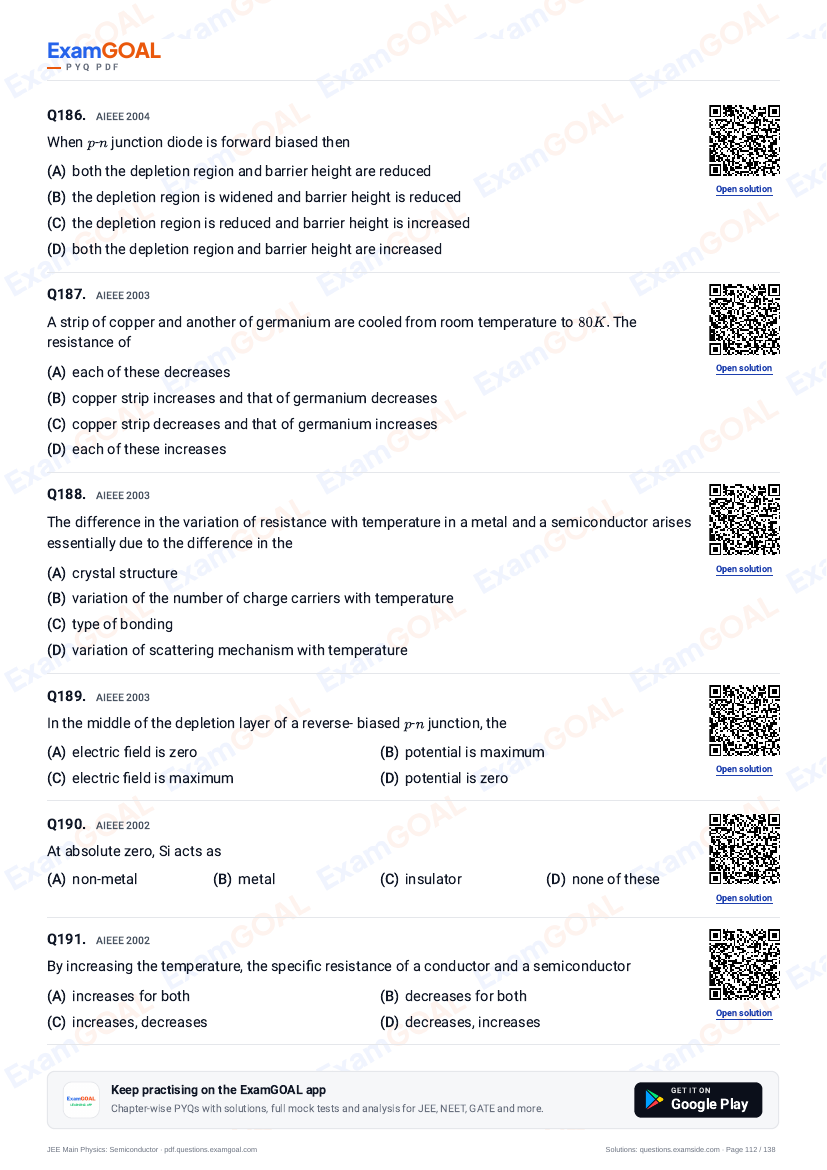 ExamGOAL
PYQ PDF
Q186. AIEEE 2004
When p-n junction diode is forward biased then
(A) both the depletion region and barrier height are reduced
(B) the depletion region is widened and barrier height is reduced
(C) the depletion region is reduced and barrier height is increased
(D) both the depletion region and barrier height are increased
Open solution
Q187. AIEEE 2003
A strip of copper and another of germanium are cooled from room temperature to 80K. The
resistance of
(A) each of these decreases
(B) copper strip increases and that of germanium decreases
(C) copper strip decreases and that of germanium increases
(D) each of these increases
Open solution
Q188. AIEEE 2003
The difference in the variation of resistance with temperature in a metal and a semiconductor arises
essentially due to the difference in the
(A) crystal structure
(B) variation of the number of charge carriers with temperature
(C) type of bonding
(D) variation of scattering mechanism with temperature
Open solution
Q189. AIEEE 2003
In the middle of the depletion layer of a reverse- biased p-n junction, the
(A) electric field is zero (B) potential is maximum
(C) electric field is maximum (D) potential is zero
Open solution
Q190. AIEEE 2002
At absolute zero, Si acts as
(A) non-metal (B) metal (C) insulator (D) none of these
Open solution
Q191. AIEEE 2002
By increasing the temperature, the specific resistance of a conductor and a semiconductor
(A) increases for both (B) decreases for both
(C) increases, decreases (D) decreases, increases
Open solution
ExamGOAL
Keep practising on the ExamGOAL app
Chapter-wise PYQs with solutions, full mock tests and analysis for JEE, NEET, GATE and more.
GET IT ON
Google Play
JEE Main Physics: Semiconductor · pdf.questions.examgoal.com Solutions: questions.examside.com · Page 112 / 138